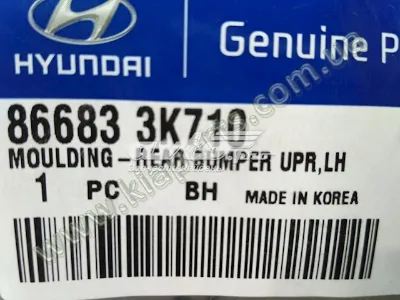 HYUNDAI
Genuine P
86683 3K710
MOULDING-REAR BUMPER UPR,LH
1 PC BH MADE IN KOREA